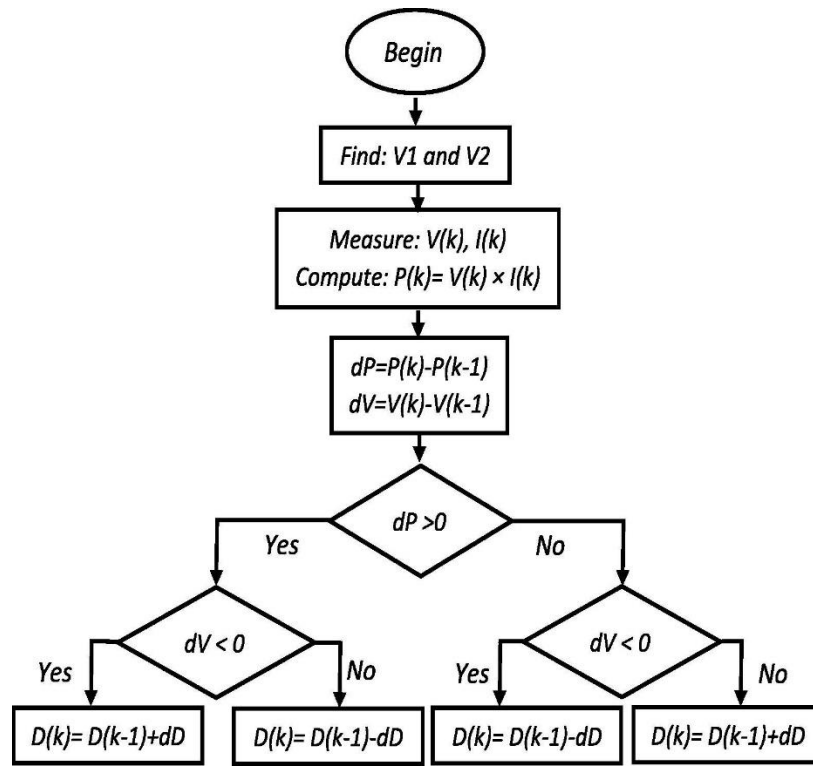 Begin
Find: V1 and V2
Measure: V(k), I(k)
Compute: P(k)= V(k) × I(k)
dP=P(k)-P(k-1)
dV=V(k)-V(k-1)
dP >0
Yes
No
dV < 0
dV < 0
Yes
No
Yes
No
D(k)= D(k-1)+dD
D(k)= D(k-1)-dD
D(k)= D(k-1)-dD
D(k)= D(k-1)+dD